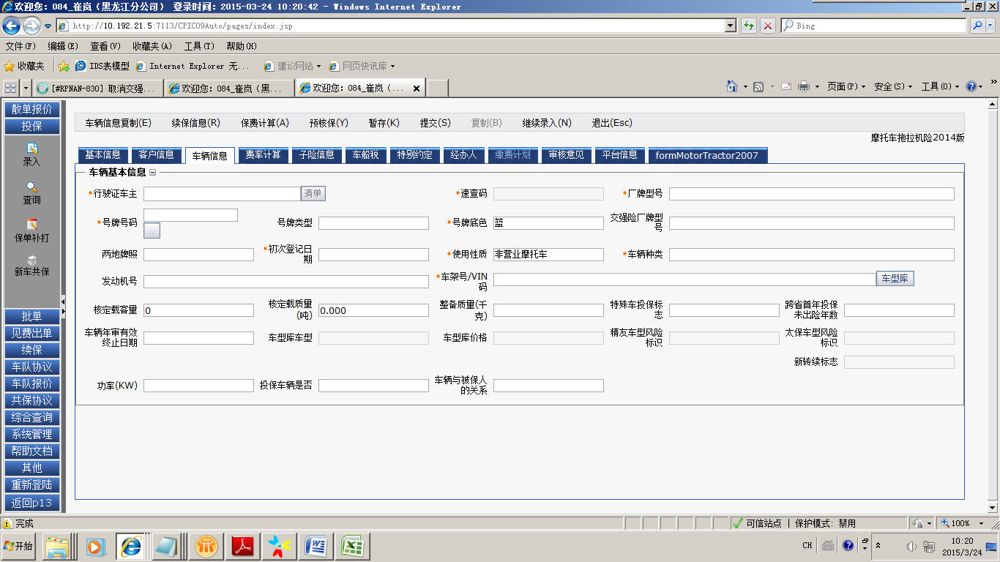 欢迎您: 084_崔岚（黑龙江分公司） 登录时间: 2015-03-24 10:20:42 - Windows Internet Explorer
http://10.192.21.5:7113/CPIC09Auto/pages/index.jsp
Bing
文件(F) 编辑(E) 查看(V) 收藏夹(A) 工具(T) 帮助(H)
收藏夹 IDS表模型 Internet Explorer 无... 建议网站 网页快讯库
[#RPNAN-830] 取消交强... 欢迎您: 084_崔岚（黑... 欢迎您: 084_崔岚（... 页面(P) 安全(S) 工具(O)
散单报价
投保
录入
查询
保单补打
新车共保
批单
见费出单
续保
车队协议
车队报价
共保协议
综合查询
系统管理
帮助文档
其他
重新登陆
返回p13
车辆信息复制(E) 续保信息(R) 保费计算(A) 预核保(Y) 暂存(K) 提交(S) 复制(B) 继续录入(N) 退出(Esc)
摩托车拖拉机险2014版
基本信息 客户信息 车辆信息 费率计算 子险信息 车船税 特别约定 经办人 缴费计划 审核意见 平台信息 formMotorTractor2007
车辆基本信息
*行驶证车主 清单 *速查码 *厂牌型号
*号牌号码 .. 号牌类型 *号牌底色 蓝 交强险厂牌型
号
两地牌照 *初次登记日
期 *使用性质 非营业摩托车 *车辆种类
发动机号 *车架号/VIN
码 车型库
核定载客量 0 核定载质量
(吨) 0.000 整备质量(千
克) 特殊车投保标
志 跨省首年投保
未出险年数
车辆年审有效
终止日期 车型库车型 车型库价格 精友车型风险
标识 太保车型风险
标识
新转续标志
功率(KW) 投保车辆是否 车辆与被保人
的关系
完成 可信站点 | 保护模式: 禁用 100%
开始 CH 10:20
2015/3/24